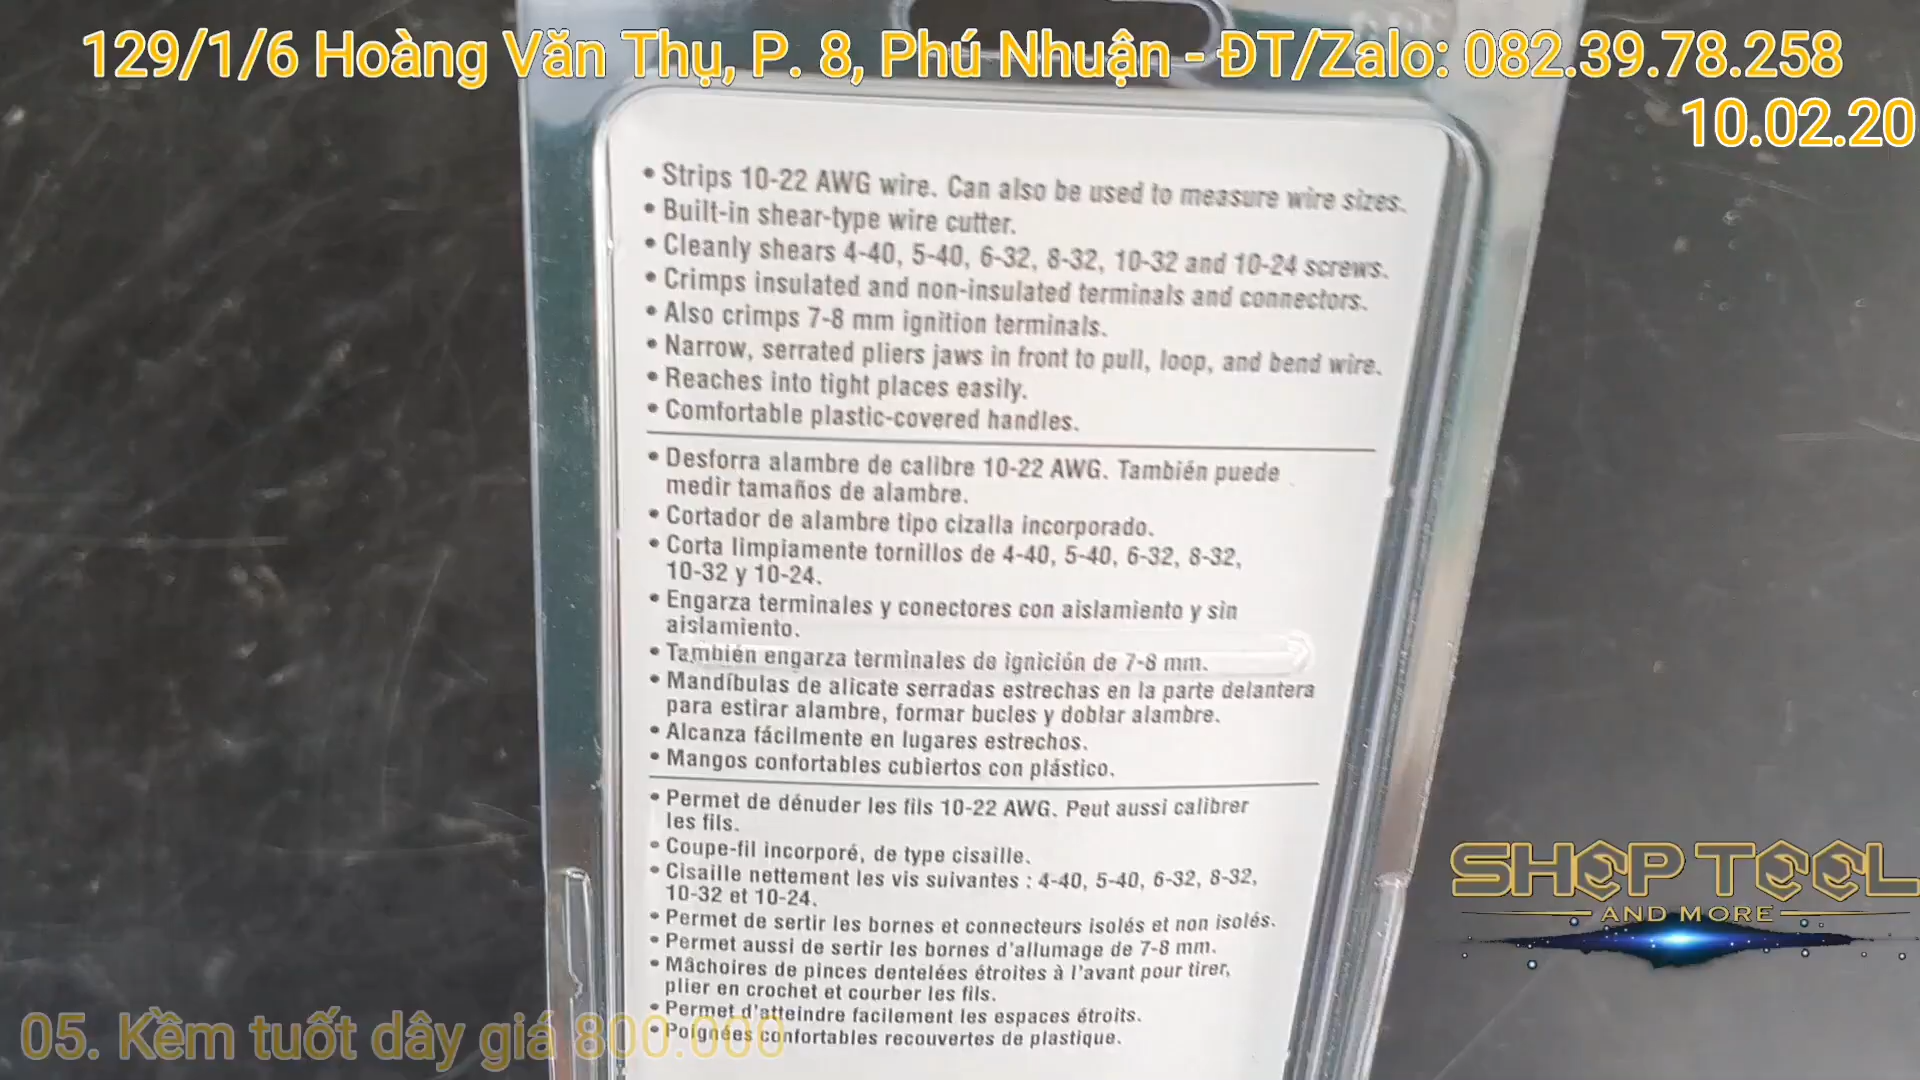 129/1/6 Hoàng Văn Thụ, P. 8, Phú Nhuận - ĐT/Zalo: 082.39.78.258
10.02.20
• Strips 10-22 AWG wire. Can also be used to measure wire sizes.
• Built-in shear-type wire cutter.
• Cleanly shears 4-40, 5-40, 6-32, 8-32, 10-32 and 10-24 screws.
• Crimps insulated and non-insulated terminals and connectors.
• Also crimps 7-8 mm ignition terminals.
• Narrow, serrated pliers jaws in front to pull, loop, and bend wire.
• Reaches into tight places easily.
• Comfortable plastic-covered handles.
• Desforra alambre de calibre 10-22 AWG. También puede
medir tamaños de alambre.
• Cortador de alambre tipo cizalla incorporado.
• Corta limpiamente tornillos de 4-40, 5-40, 6-32, 8-32,
10-32 y 10-24.
• Engarza terminales y conectores con aislamiento y sin
aislamiento.
• También engarza terminales de ignición de 7-8 mm.
• Mandíbulas de alicate serradas estrechas en la parte delantera
para estirar alambre, formar bucles y doblar alambre.
• Alcanza fácilmente en lugares estrechos.
• Mangos confortables cubiertos con plástico.
• Permet de dénuder les fils 10-22 AWG. Peut aussi calibrer
les fils.
• Coupe-fil incorporé, de type cisaille.
• Cisaille nettement les vis suivantes : 4-40, 5-40, 6-32, 8-32,
10-32 et 10-24.
• Permet de sertir les bornes et connecteurs isolés et non isolés.
• Permet aussi de sertir les bornes d'allumage de 7-8 mm.
• Mâchoires de pinces dentelées étroites à l'avant pour tirer,
plier en crochet et courber les fils.
• Permet d'atteindre facilement les espaces étroits.
• Poignées confortables recouvertes de plastique.
SHOP TOOL
AND MORE
05. Kềm tuốt dây giá 800.000